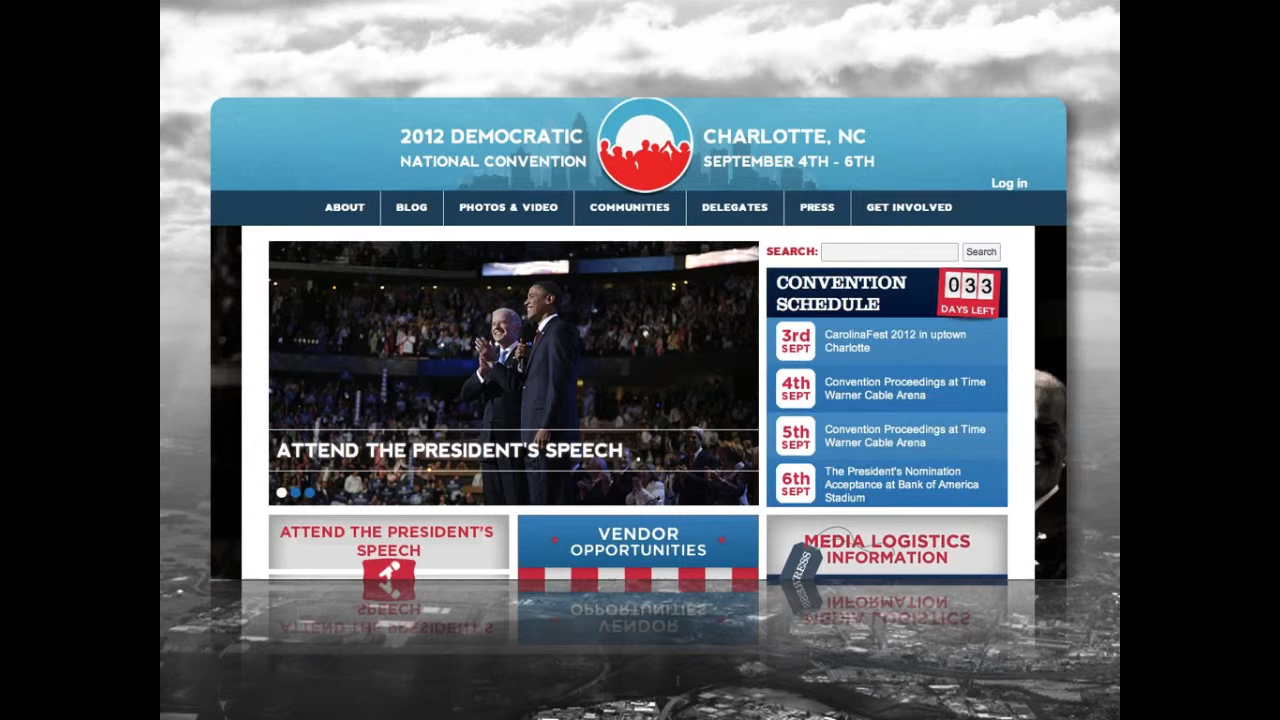 2012 DEMOCRATIC
NATIONAL CONVENTION
CHARLOTTE, NC
SEPTEMBER 4TH - 6TH
Log in
ABOUT
BLOG
PHOTOS & VIDEO
COMMUNITIES
DELEGATES
PRESS
GET INVOLVED
SEARCH:
Search
CONVENTION
SCHEDULE
033
DAYS LEFT
3rd
SEPT
CarolinaFest 2012 in uptown
Charlotte
4th
SEPT
Convention Proceedings at Time
Warner Cable Arena
5th
SEPT
Convention Proceedings at Time
Warner Cable Arena
6th
SEPT
The President's Nomination
Acceptance at Bank of America
Stadium
ATTEND THE PRESIDENT'S SPEECH
ATTEND THE PRESIDENT'S
SPEECH
VENDOR
OPPORTUNITIES
MEDIA LOGISTICS
INFORMATION
PRESS